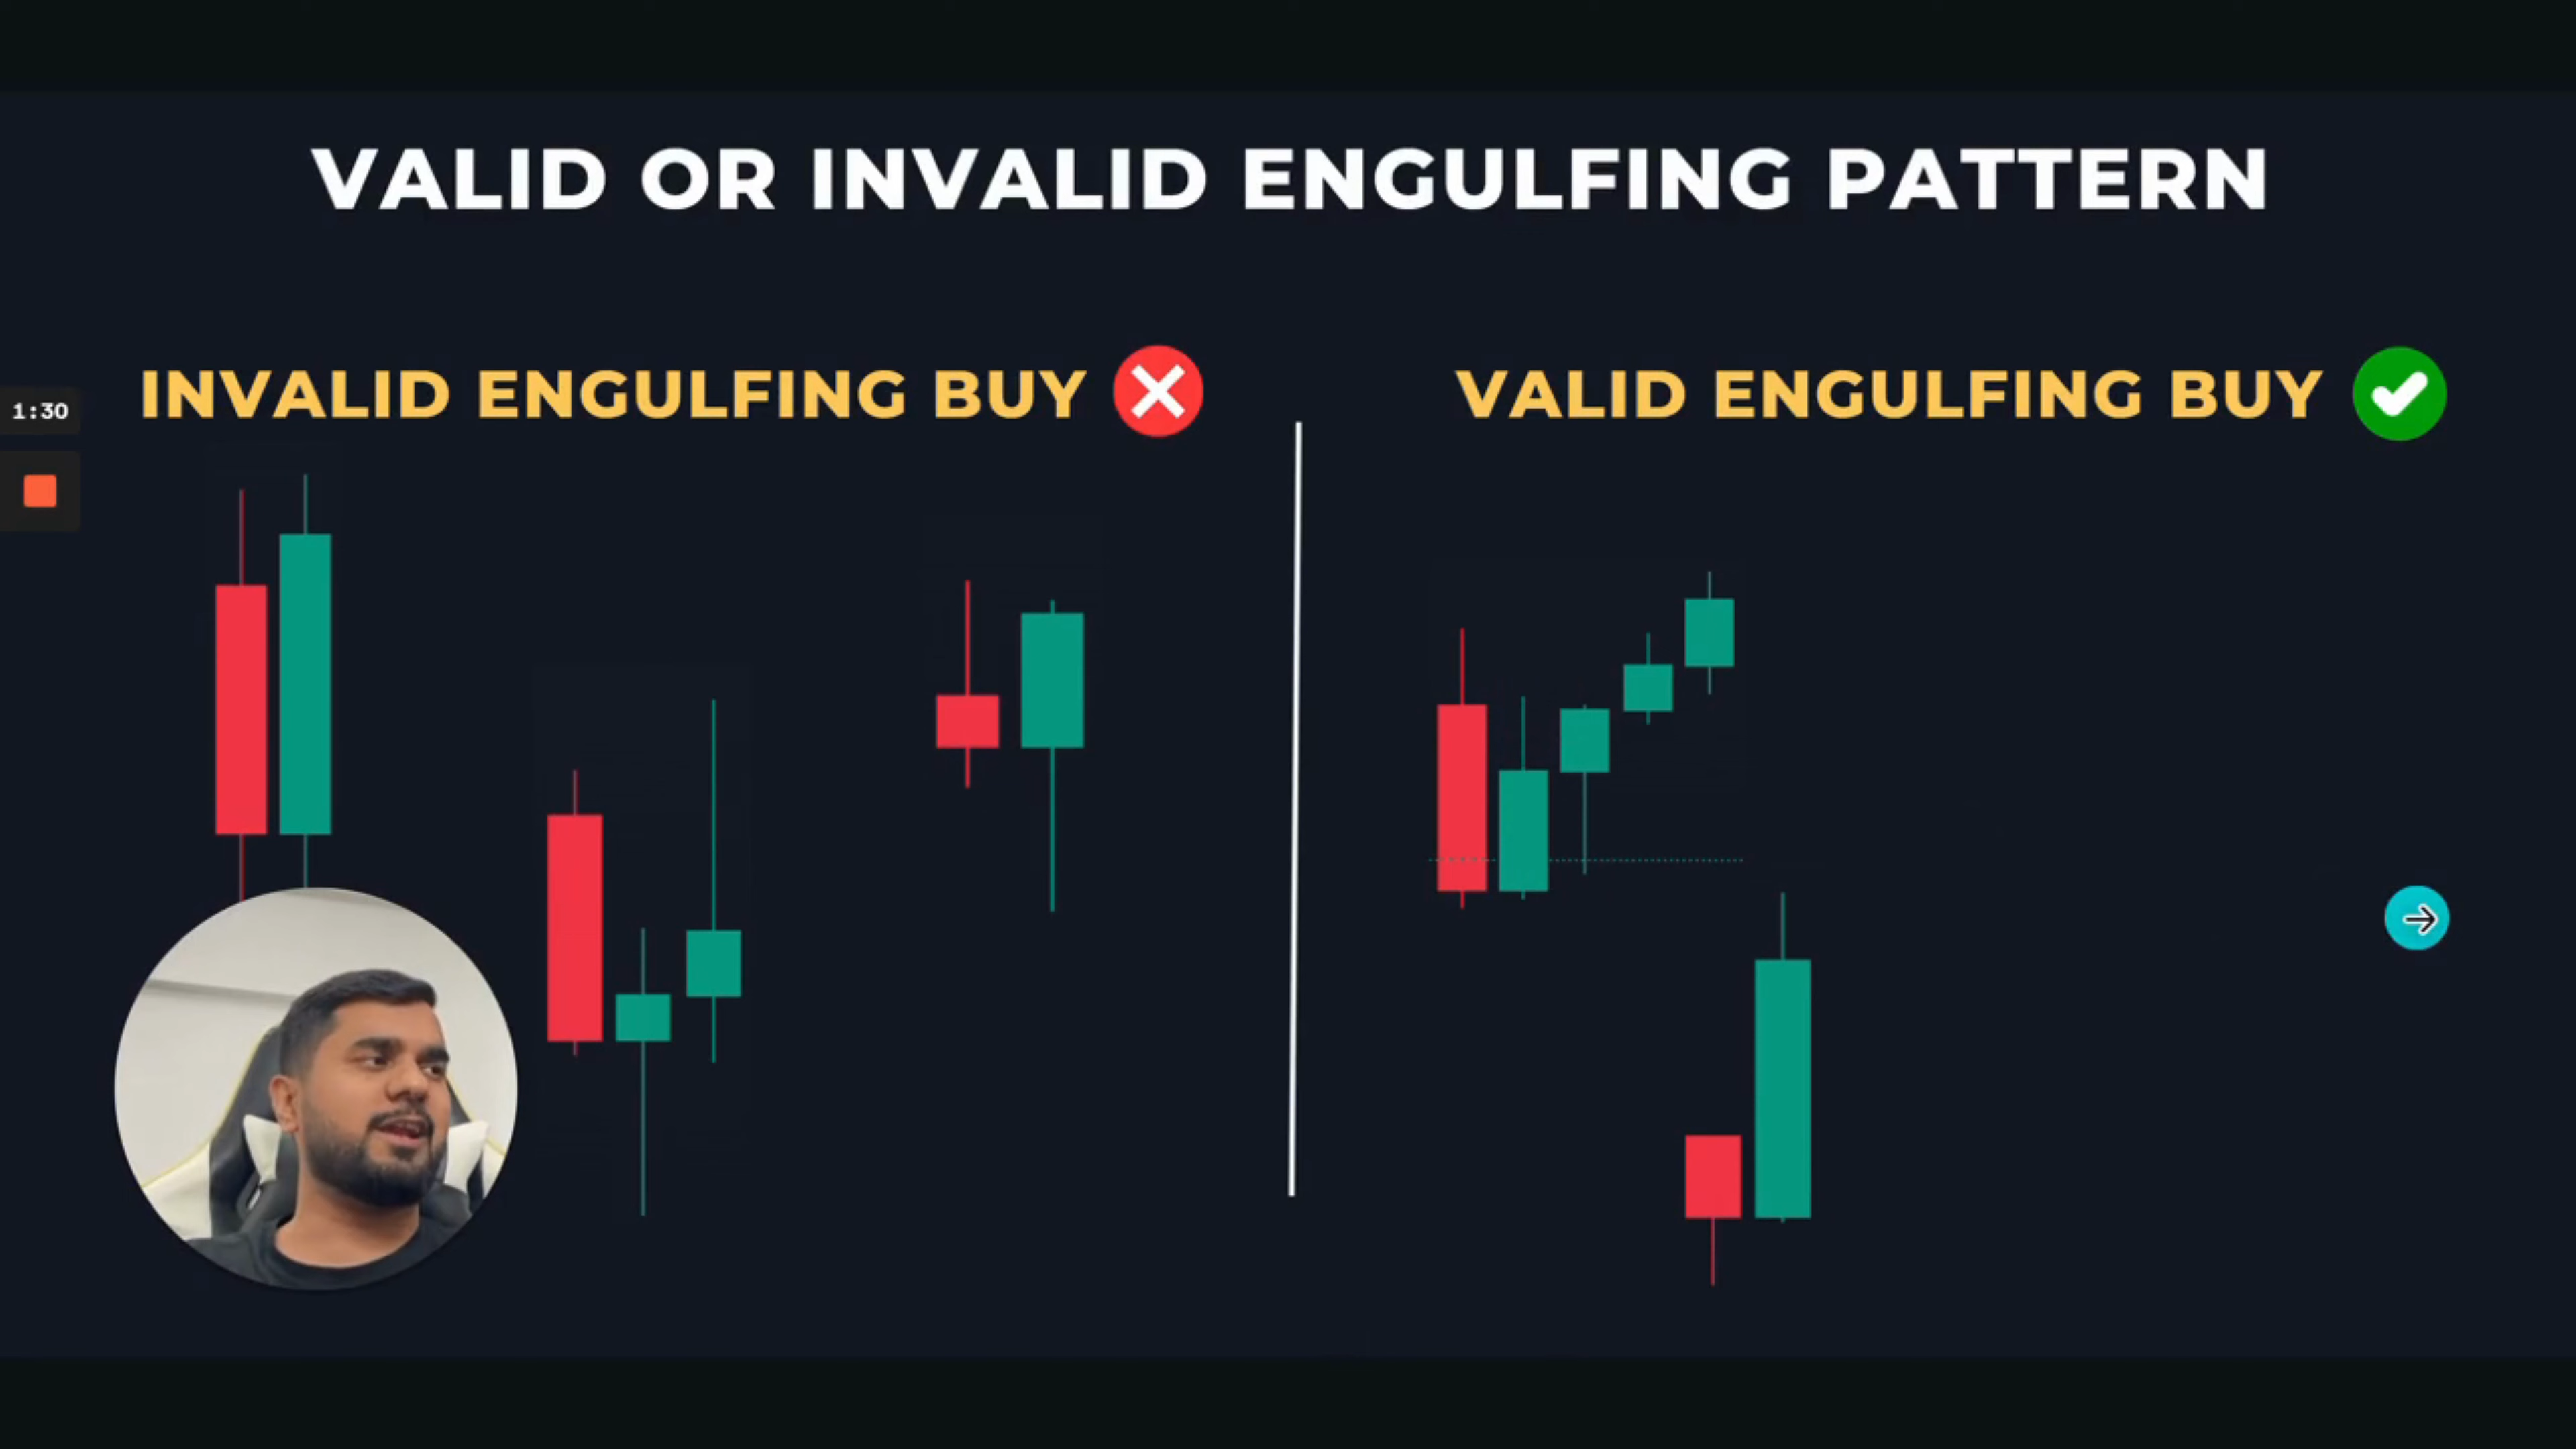 VALID OR INVALID ENGULFING PATTERN
INVALID ENGULFING BUY
VALID ENGULFING BUY
1:30